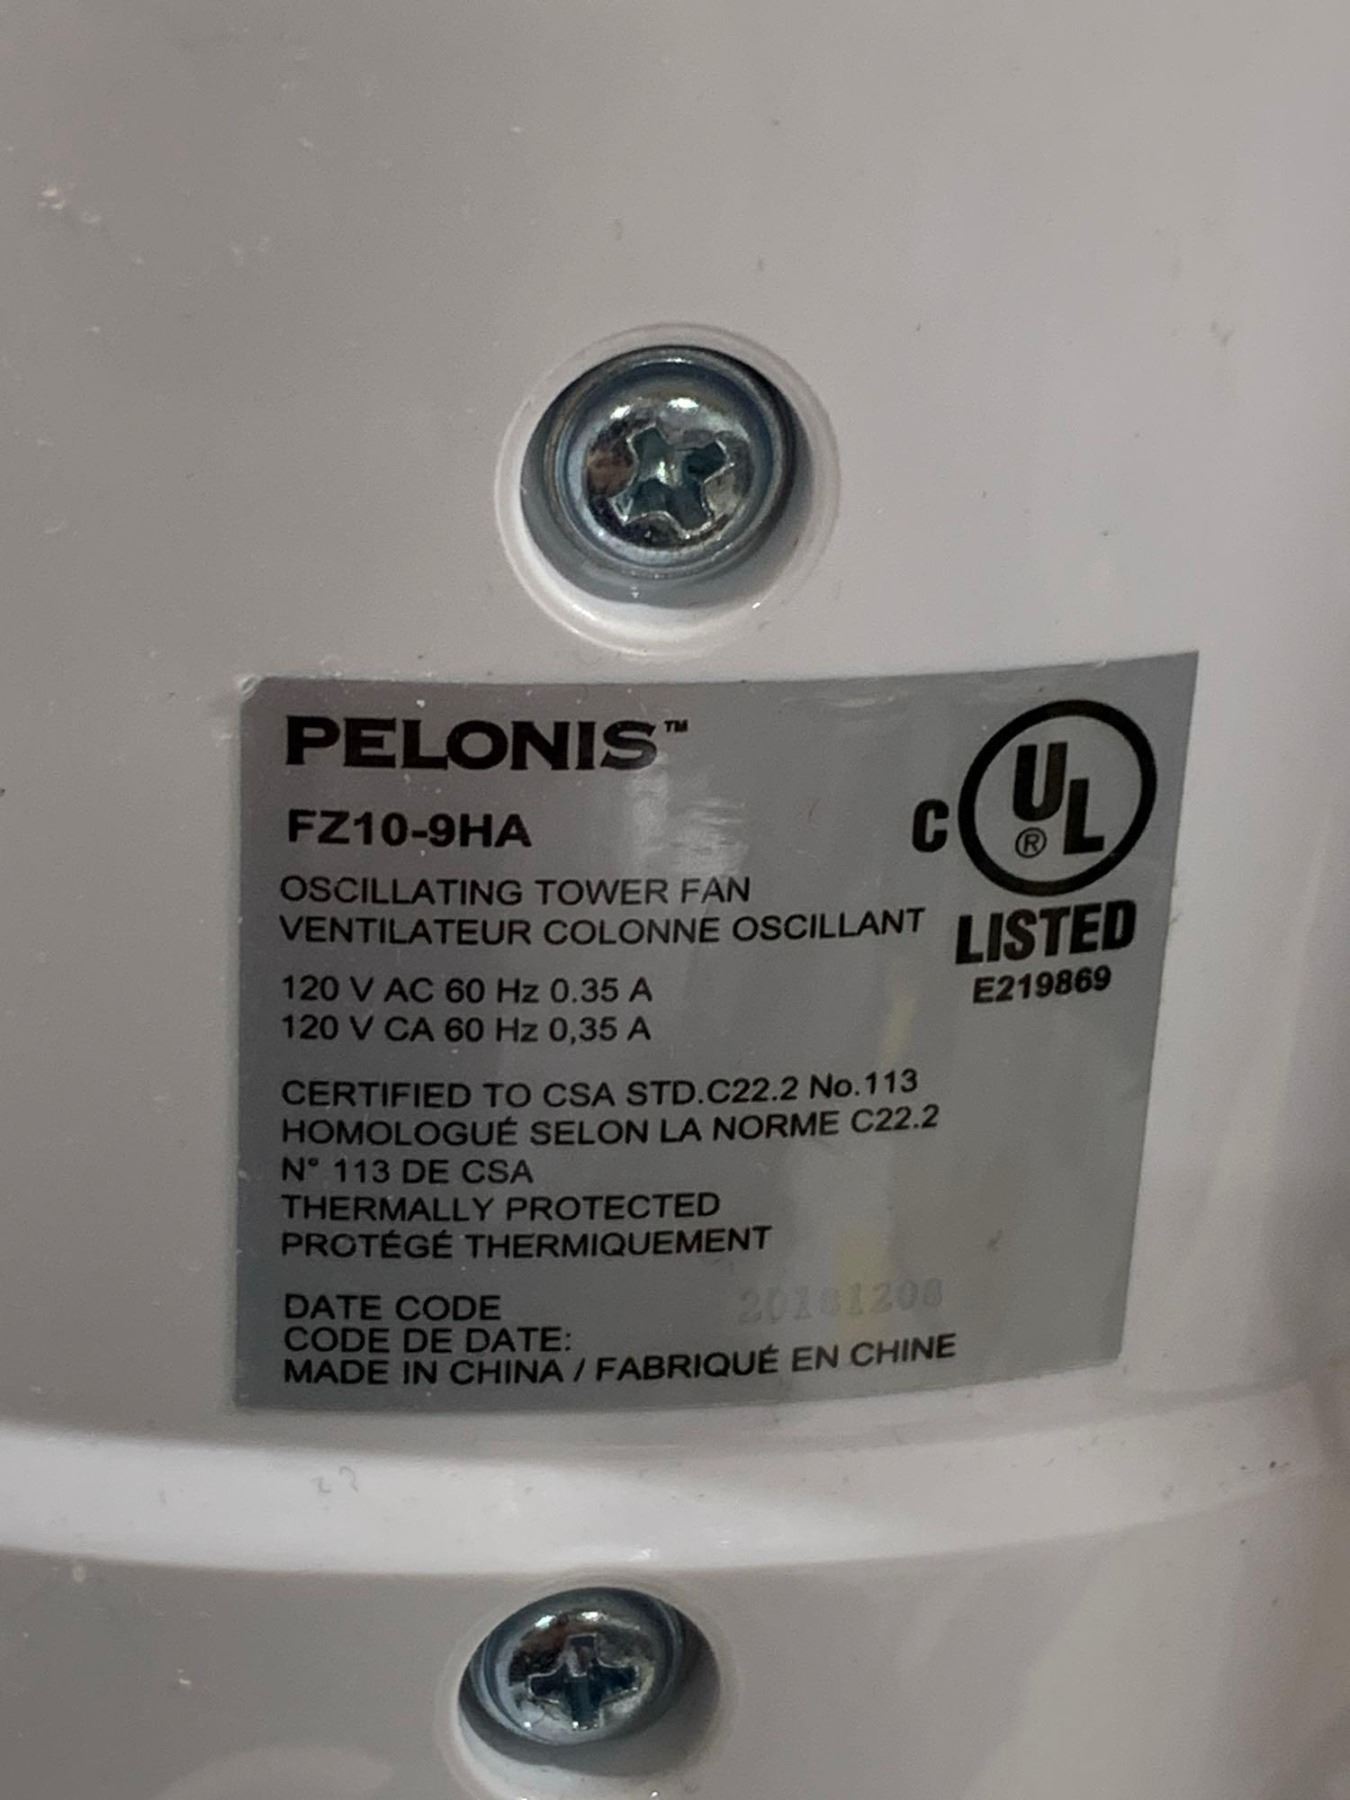 PELONIS™
FZ10-9HA
OSCILLATING TOWER FAN
VENTILATEUR COLONNE OSCILLANT
120 V AC 60 Hz 0.35 A
120 V CA 60 Hz 0,35 A
C UL ®
LISTED
E219869
CERTIFIED TO CSA STD.C22.2 No.113
HOMOLOGUÉ SELON LA NORME C22.2
N° 113 DE CSA
THERMALLY PROTECTED
PROTÉGÉ THERMIQUEMENT
DATE CODE
CODE DE DATE:
MADE IN CHINA / FABRIQUÉ EN CHINE